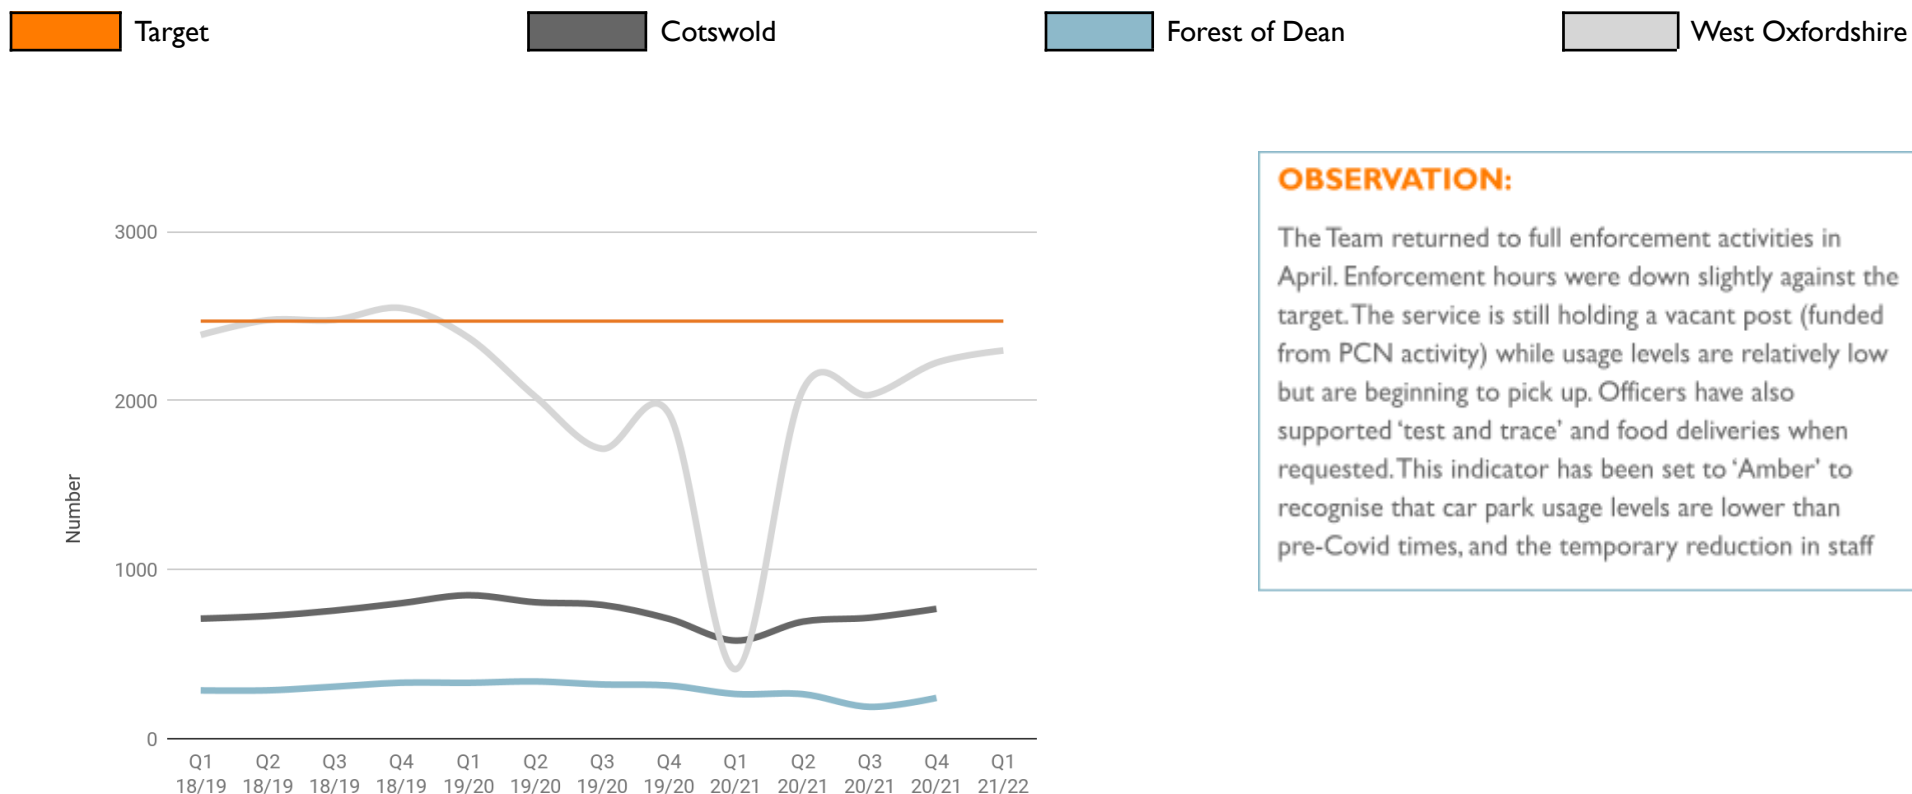 Target
Cotswold
Forest of Dean
West Oxfordshire
OBSERVATION:
The Team returned to full enforcement activities in
April. Enforcement hours were down slightly against the
target. The service is still holding a vacant post (funded
from PCN activity) while usage levels are relatively low
but are beginning to pick up. Officers have also
supported ‘test and trace’ and food deliveries when
requested. This indicator has been set to ‘Amber’ to
recognise that car park usage levels are lower than
pre-Covid times, and the temporary reduction in staff
Number
3000
2000
1000
0
Q1 18/19
Q2 18/19
Q3 18/19
Q4 18/19
Q1 19/20
Q2 19/20
Q3 19/20
Q4 19/20
Q1 20/21
Q2 20/21
Q3 20/21
Q4 20/21
Q1 21/22